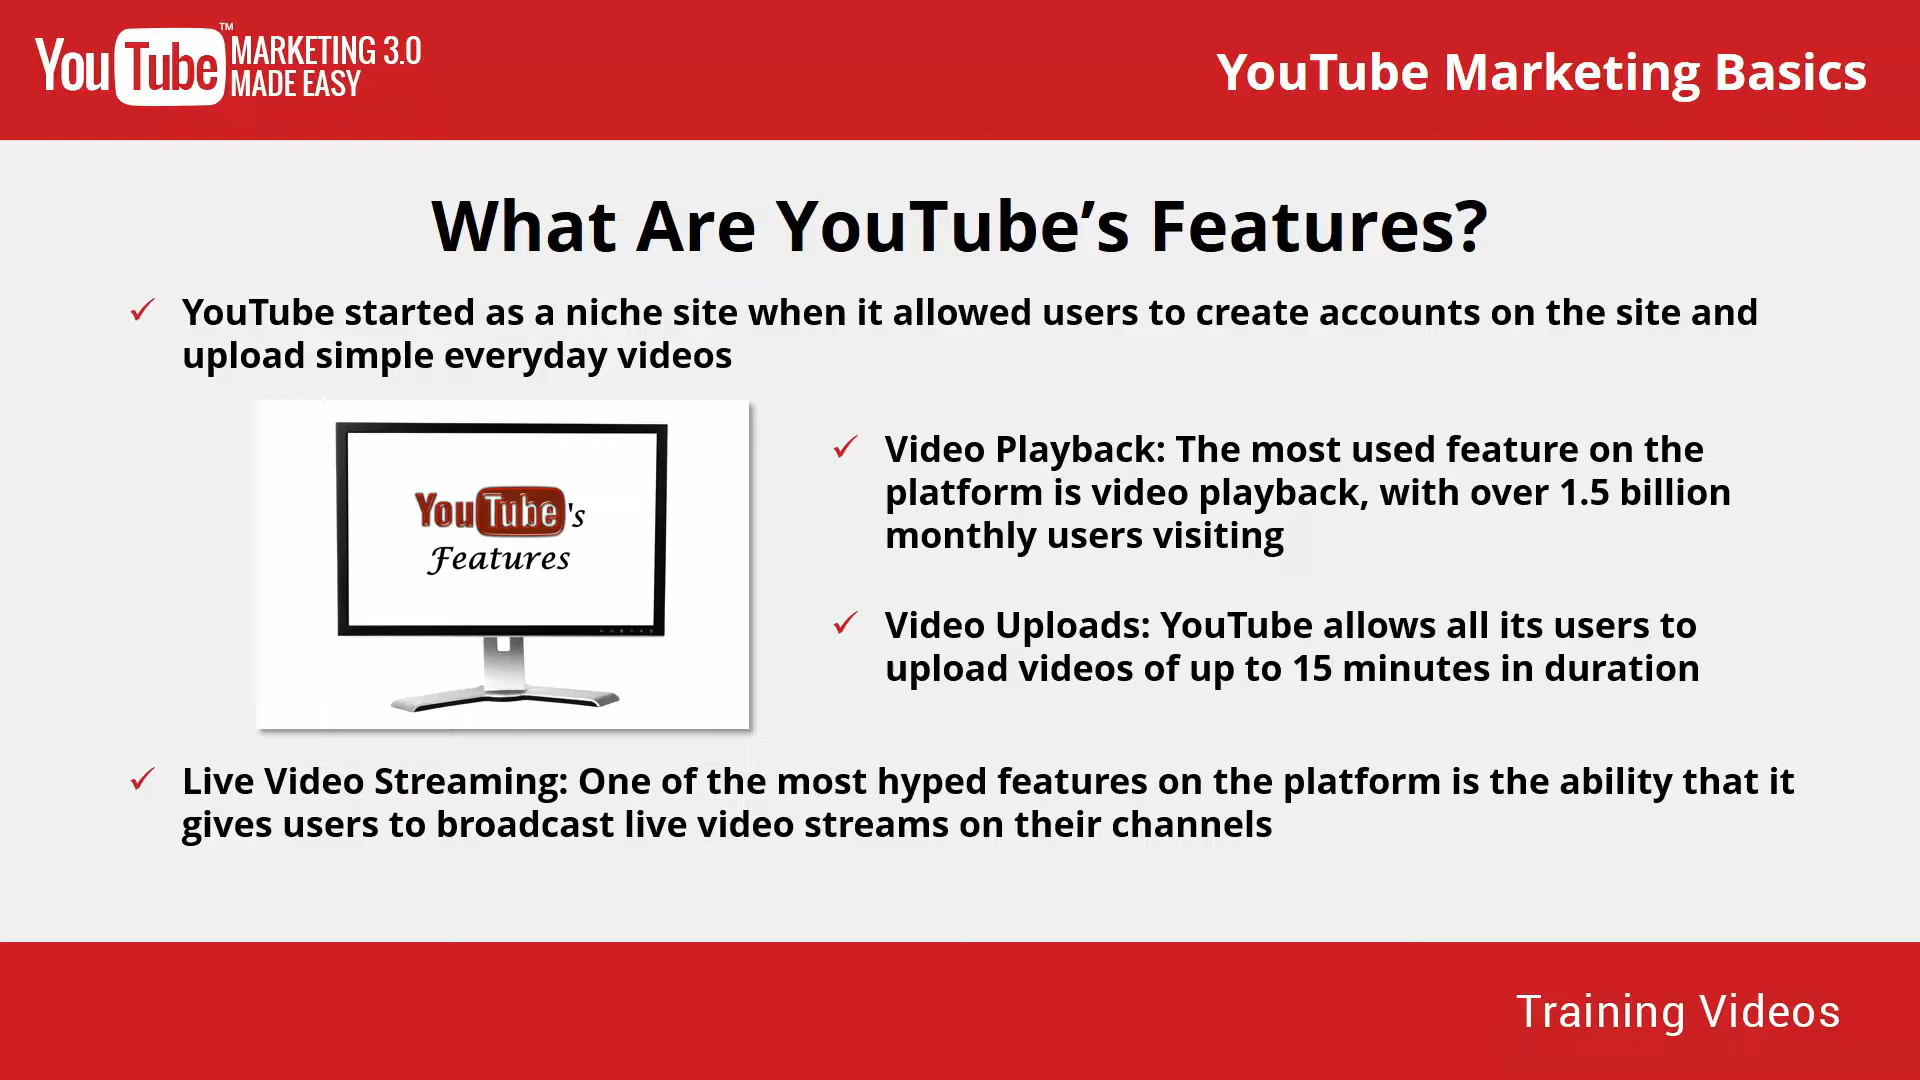 YouTube™ MARKETING 3.0
MADE EASY
YouTube Marketing Basics
What Are YouTube’s Features?
✓ YouTube started as a niche site when it allowed users to create accounts on the site and
upload simple everyday videos
YouTube's
Features
✓ Video Playback: The most used feature on the
platform is video playback, with over 1.5 billion
monthly users visiting
✓ Video Uploads: YouTube allows all its users to
upload videos of up to 15 minutes in duration
✓ Live Video Streaming: One of the most hyped features on the platform is the ability that it
gives users to broadcast live video streams on their channels
Training Videos